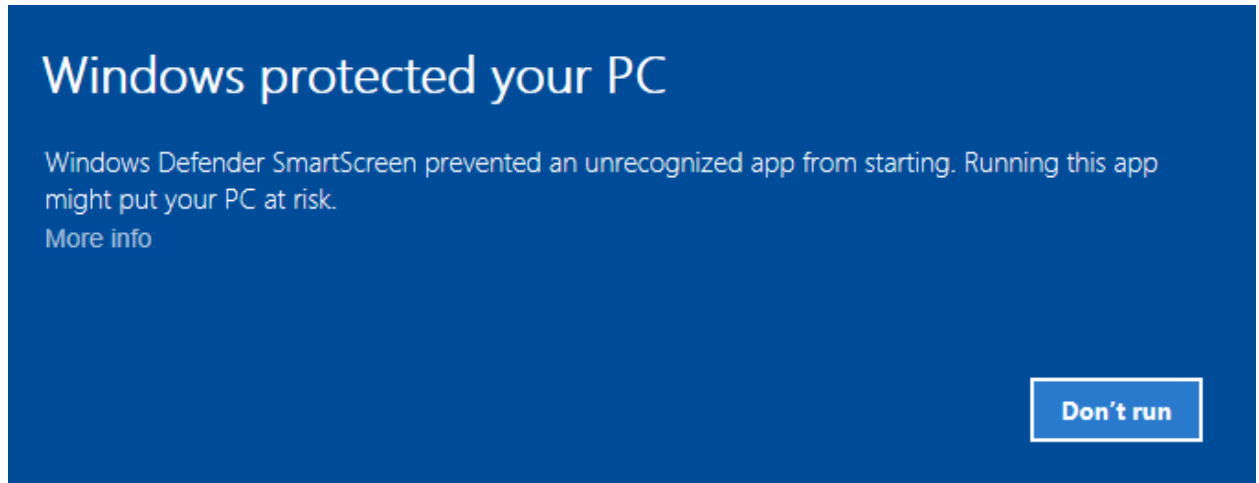 Windows protected your PC
Windows Defender SmartScreen prevented an unrecognized app from starting. Running this app
might put your PC at risk.
More info
Don't run